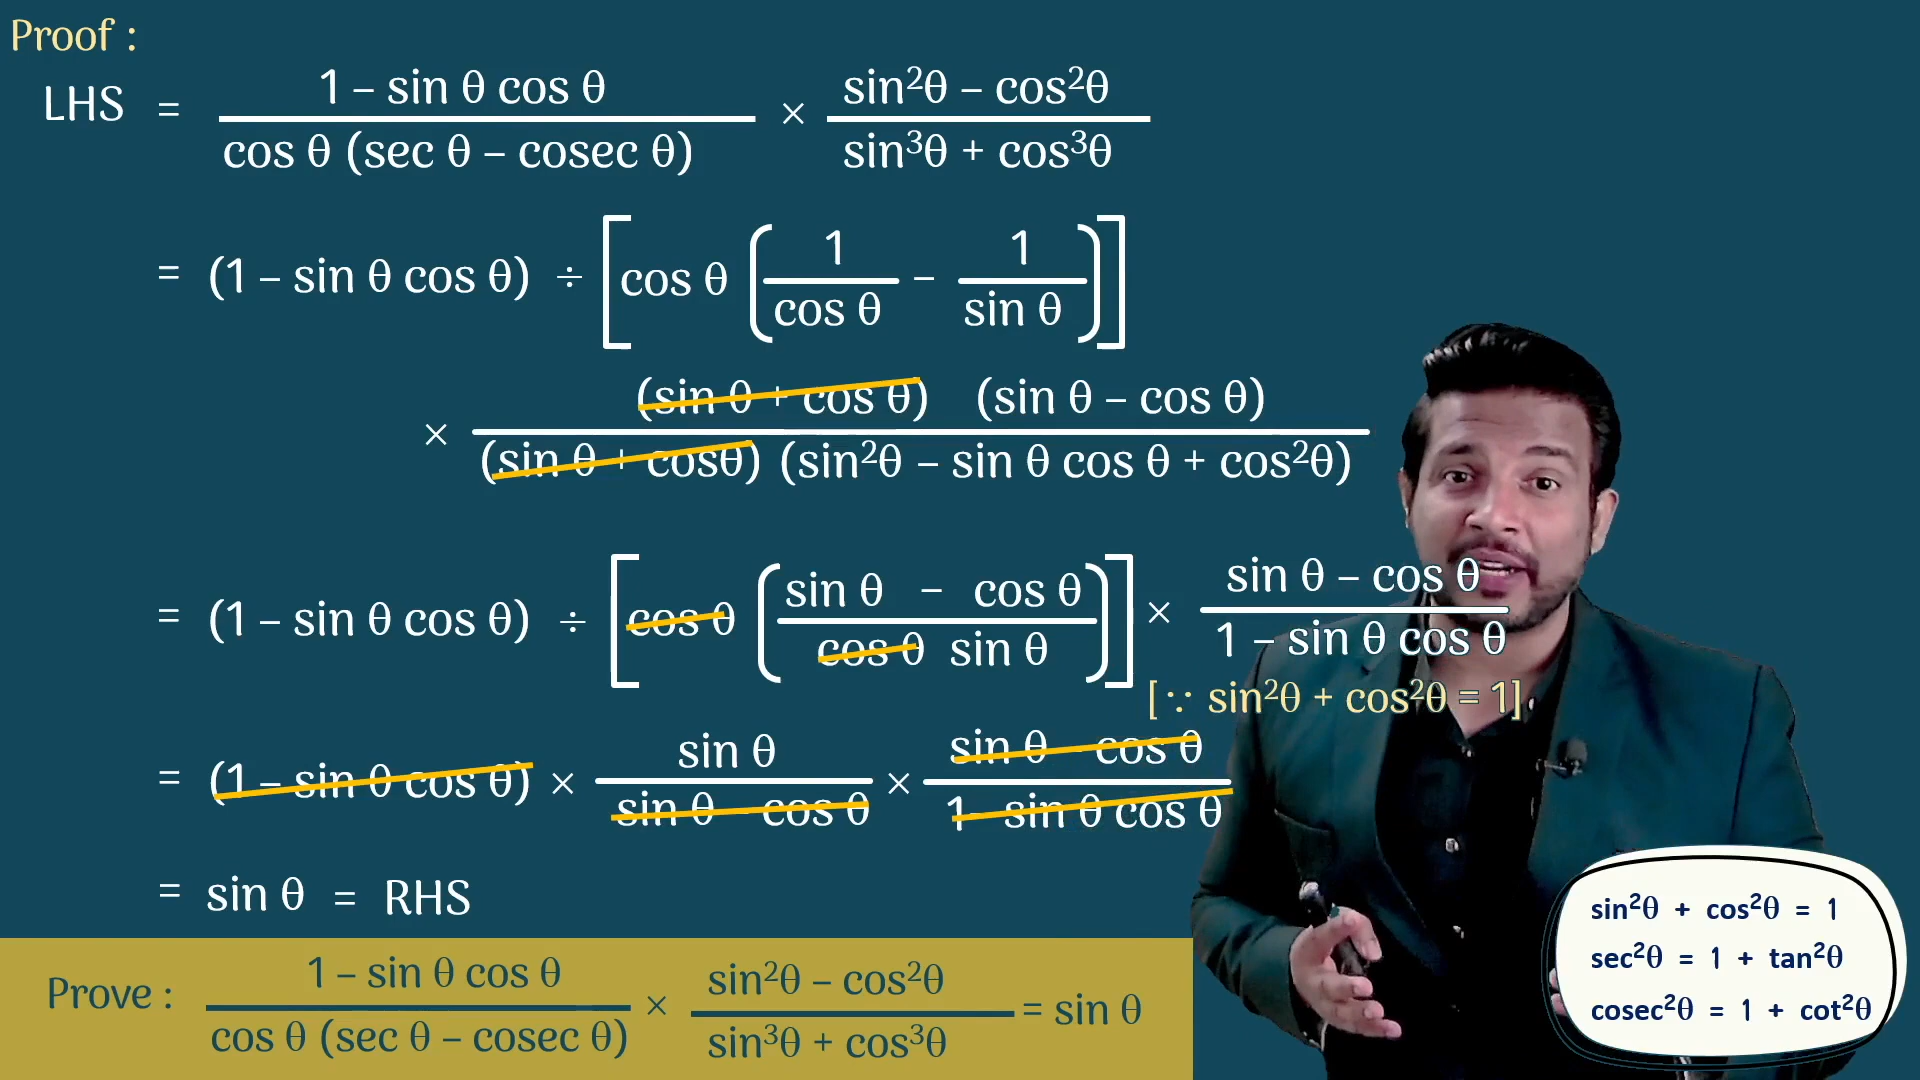 Proof :
LHS = (1 – sin θ cos θ) / (cos θ (sec θ – cosec θ)) × (sin²θ – cos²θ) / (sin³θ + cos³θ)
= (1 – sin θ cos θ) ÷ [cos θ (1 / cos θ – 1 / sin θ)]
× (sin θ + cos θ) (sin θ – cos θ) / (sin θ + cosθ) (sin²θ – sin θ cos θ + cos²θ)
= (1 – sin θ cos θ) ÷ [cos θ (sin θ – cos θ / cos θ sin θ)] × sin θ – cos θ / 1 – sin θ cos θ
[∵ sin²θ + cos²θ = 1]
= (1 – sin θ cos θ) × sin θ / sin θ – cos θ × sin θ – cos θ / 1 – sin θ cos θ
= sin θ = RHS
Prove : 1 – sin θ cos θ / cos θ (sec θ – cosec θ) × sin²θ – cos²θ / sin³θ + cos³θ = sin θ
sin²θ + cos²θ = 1
sec²θ = 1 + tan²θ
cosec²θ = 1 + cot²θ